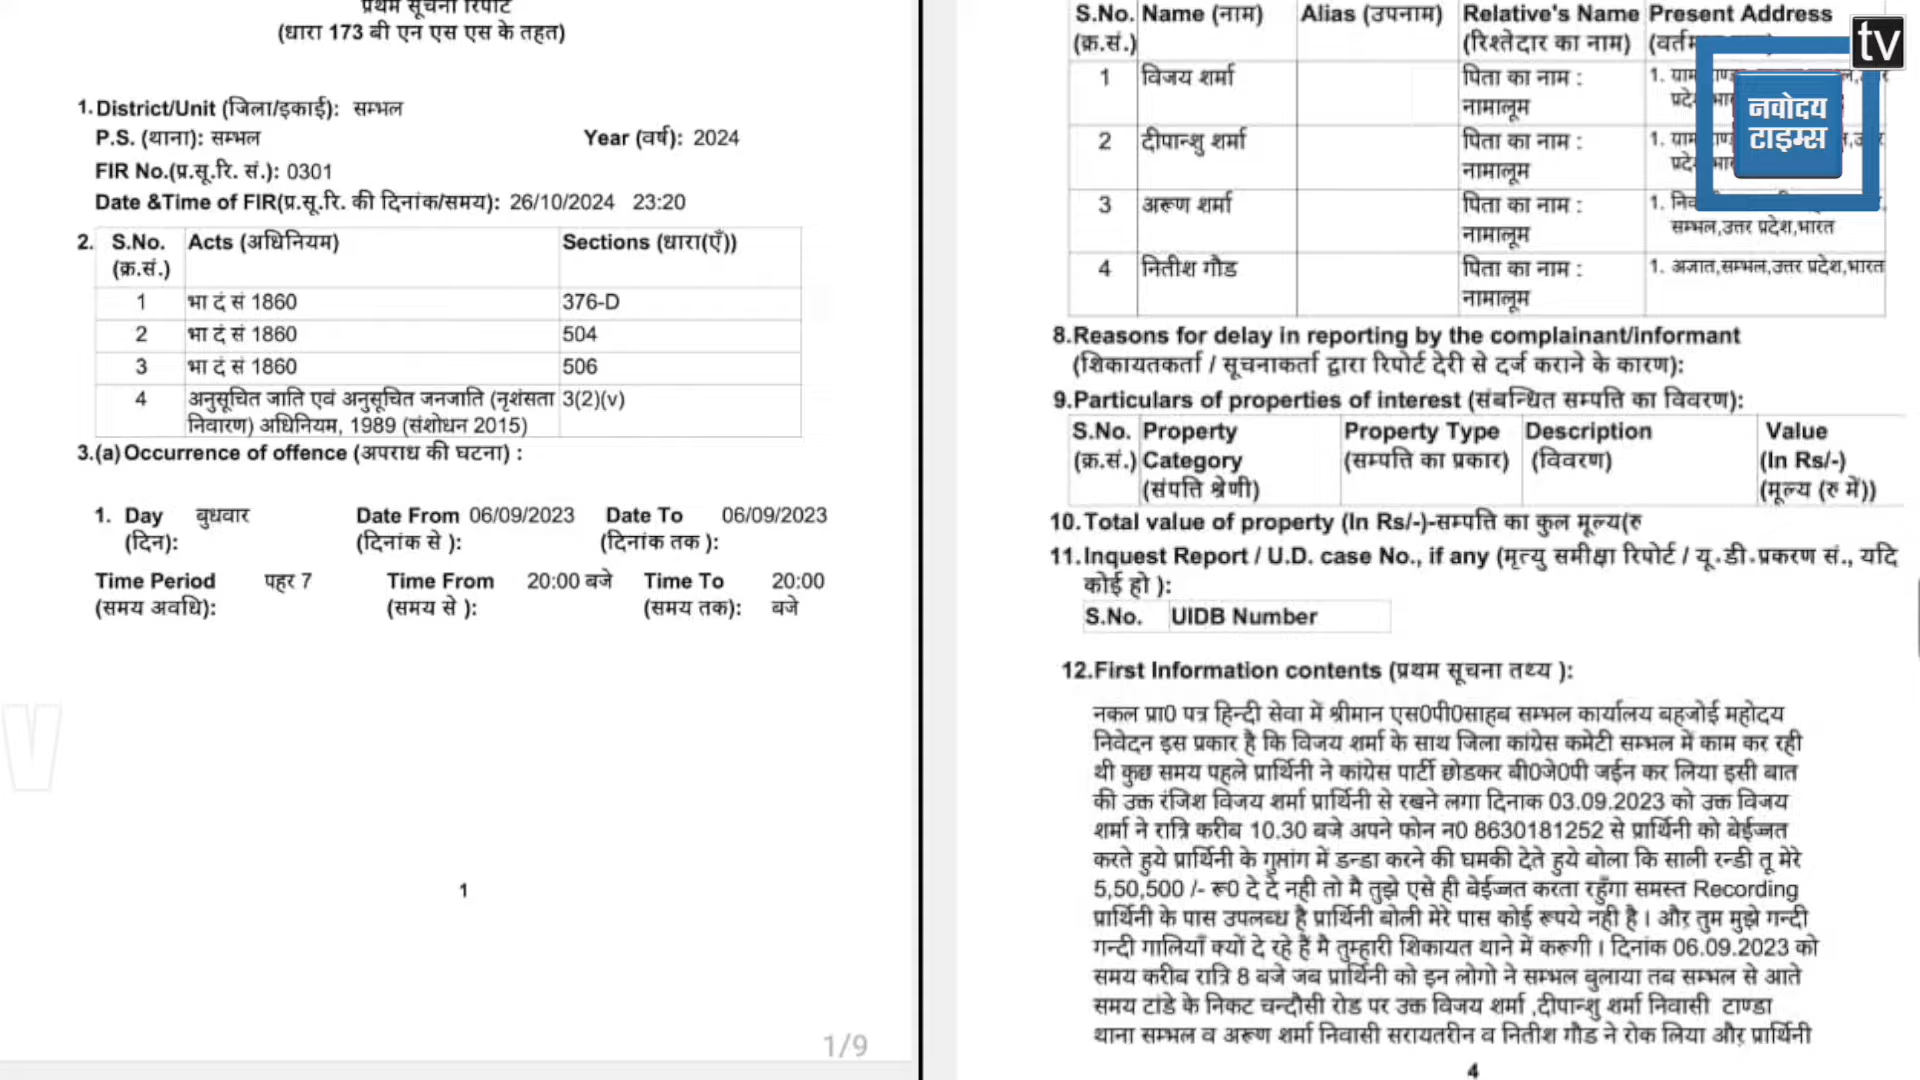 प्रथम सूचना रिपोर्ट
(धारा 173 बी एन एस एस के तहत)
1. District/Unit (जिला/इकाई): सम्भल
P.S. (थाना): सम्भल Year (वर्ष): 2024
FIR No.(प्र.सू.रि. सं.): 0301
Date &Time of FIR(प्र.सू.रि. की दिनांक/समय): 26/10/2024 23:20
2. S.No. Acts (अधिनियम) Sections (धारा(एँ))
(क्र.सं.)
1 भा दं सं 1860 376-D
2 भा दं सं 1860 504
3 भा दं सं 1860 506
4 अनुसूचित जाति एवं अनुसूचित जनजाति (नृशंसता 3(2)(v)
निवारण) अधिनियम, 1989 (संशोधन 2015)
3.(a) Occurrence of offence (अपराध की घटना) :
1. Day बुधवार Date From 06/09/2023 Date To 06/09/2023
(दिन): (दिनांक से ): (दिनांक तक ):
Time Period पहर 7 Time From 20:00 बजे Time To 20:00
(समय अवधि): (समय से ): (समय तक): बजे
1
1/9
V
S.No. Name (नाम) Alias (उपनाम) Relative's Name Present Address
(क्र.सं.) (रिश्तेदार का नाम)
1 विजय शर्मा पिता का नाम : 1. ग्राम
नामालूम
2 दीपान्शु शर्मा पिता का नाम : 1. ग्राम
नामालूम
3 अरूण शर्मा पिता का नाम : 1.
नामालूम सम्भल,उत्तर प्रदेश,भारत
4 नितीश गौड पिता का नाम : 1. अज्ञात,सम्भल,उत्तर प्रदेश,भारत
नामालूम
8.Reasons for delay in reporting by the complainant/informant
(शिकायतकर्ता / सूचनाकर्ता द्वारा रिपोर्ट देरी से दर्ज कराने के कारण):
9.Particulars of properties of interest (संबन्धित सम्पत्ति का विवरण):
S.No. Property Property Type Description Value
(क्र.सं.) Category (सम्पत्ति का प्रकार) (विवरण) (In Rs/-)
(संपत्ति श्रेणी) (मूल्य (रु में))
10. Total value of property (In Rs/-)-सम्पत्ति का कुल मूल्य(रु
11.Inquest Report / U.D. case No., if any (मृत्यु समीक्षा रिपोर्ट / यू.डी.प्रकरण सं., यदि
कोई हो ):
S.No. UIDB Number
12.First Information contents (प्रथम सूचना तथ्य ):
नकल प्रा0 पत्र हिन्दी सेवा में श्रीमान एस0पी0साहब सम्भल कार्यालय बहजोई महोदय
निवेदन इस प्रकार है कि विजय शर्मा के साथ जिला कांग्रेस कमेटी सम्भल में काम कर रही
थी कुछ समय पहले प्रार्थिनी ने कांग्रेस पार्टी छोडकर बी0जे0पी जईन कर लिया इसी बात
की उक्त रंजिश विजय शर्मा प्रार्थिनी से रखने लगा दिनाक 03.09.2023 को उक्त विजय
शर्मा ने रात्रि करीब 10.30 बजे अपने फोन न0 8630181252 से प्रार्थिनी को बेईज्जत
करते हुये प्रार्थिनी के गुप्तांग में डन्डा करने की घमकी देते हुये बोला कि साली रन्डी तू मेरे
5,50,500 /- रू0 दे दे नही तो मै तुझे एसे ही बेईज्जत करता रहुँगा समस्त Recording
प्रार्थिनी के पास उपलब्ध है प्रार्थिनी बोली मेरे पास कोई रूपये नही है । और तुम मुझे गन्दी
गन्दी गालियाँ क्यों दे रहे हैं मै तुम्हारी शिकायत थाने में करूगी । दिनांक 06.09.2023 को
समय करीब रात्रि 8 बजे जब प्रार्थिनी को इन लोगो ने सम्भल बुलाया तब सम्भल से आते
समय टांडे के निकट चन्दौसी रोड पर उक्त विजय शर्मा ,दीपान्शु शर्मा निवासी टाण्डा
थाना सम्भल व अरूण शर्मा निवासी सरायतरीन व नितीश गौड ने रोक लिया और प्रार्थिनी
4
नवोदय
टाइम्स
tv